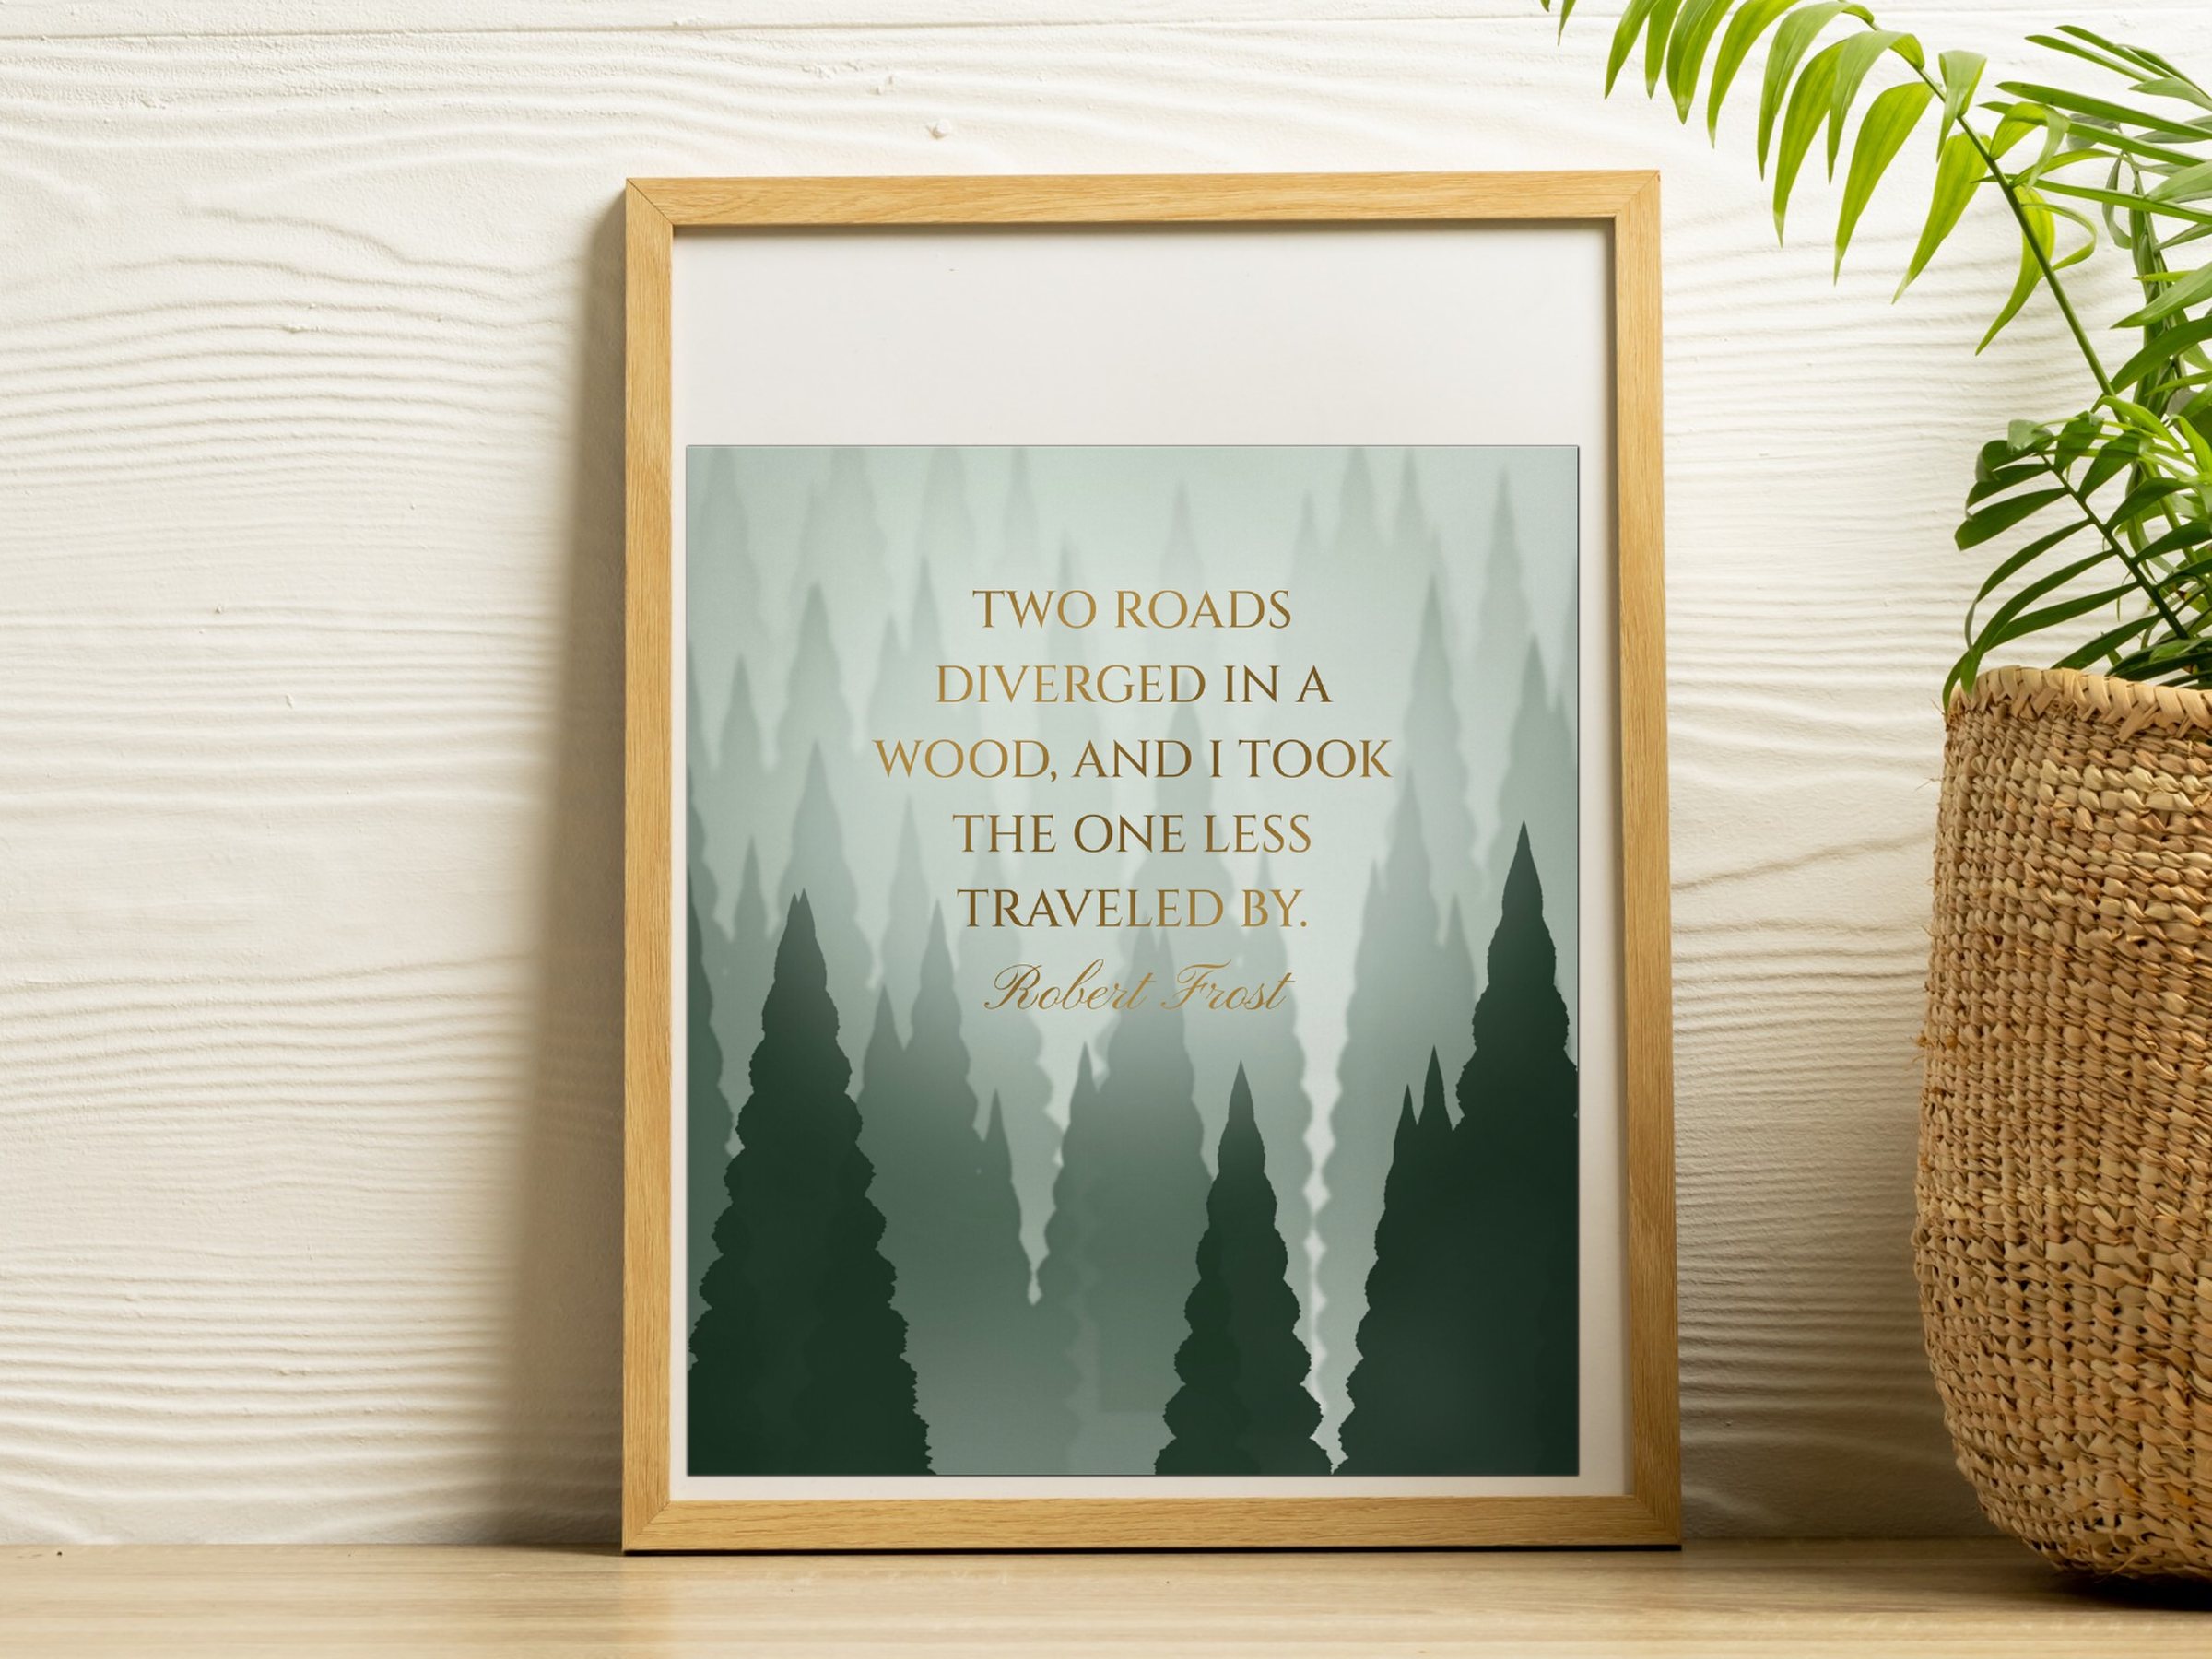 TWO ROADS
DIVERGED IN A
WOOD, AND I TOOK
THE ONE LESS
TRAVELED BY.
Robert Frost